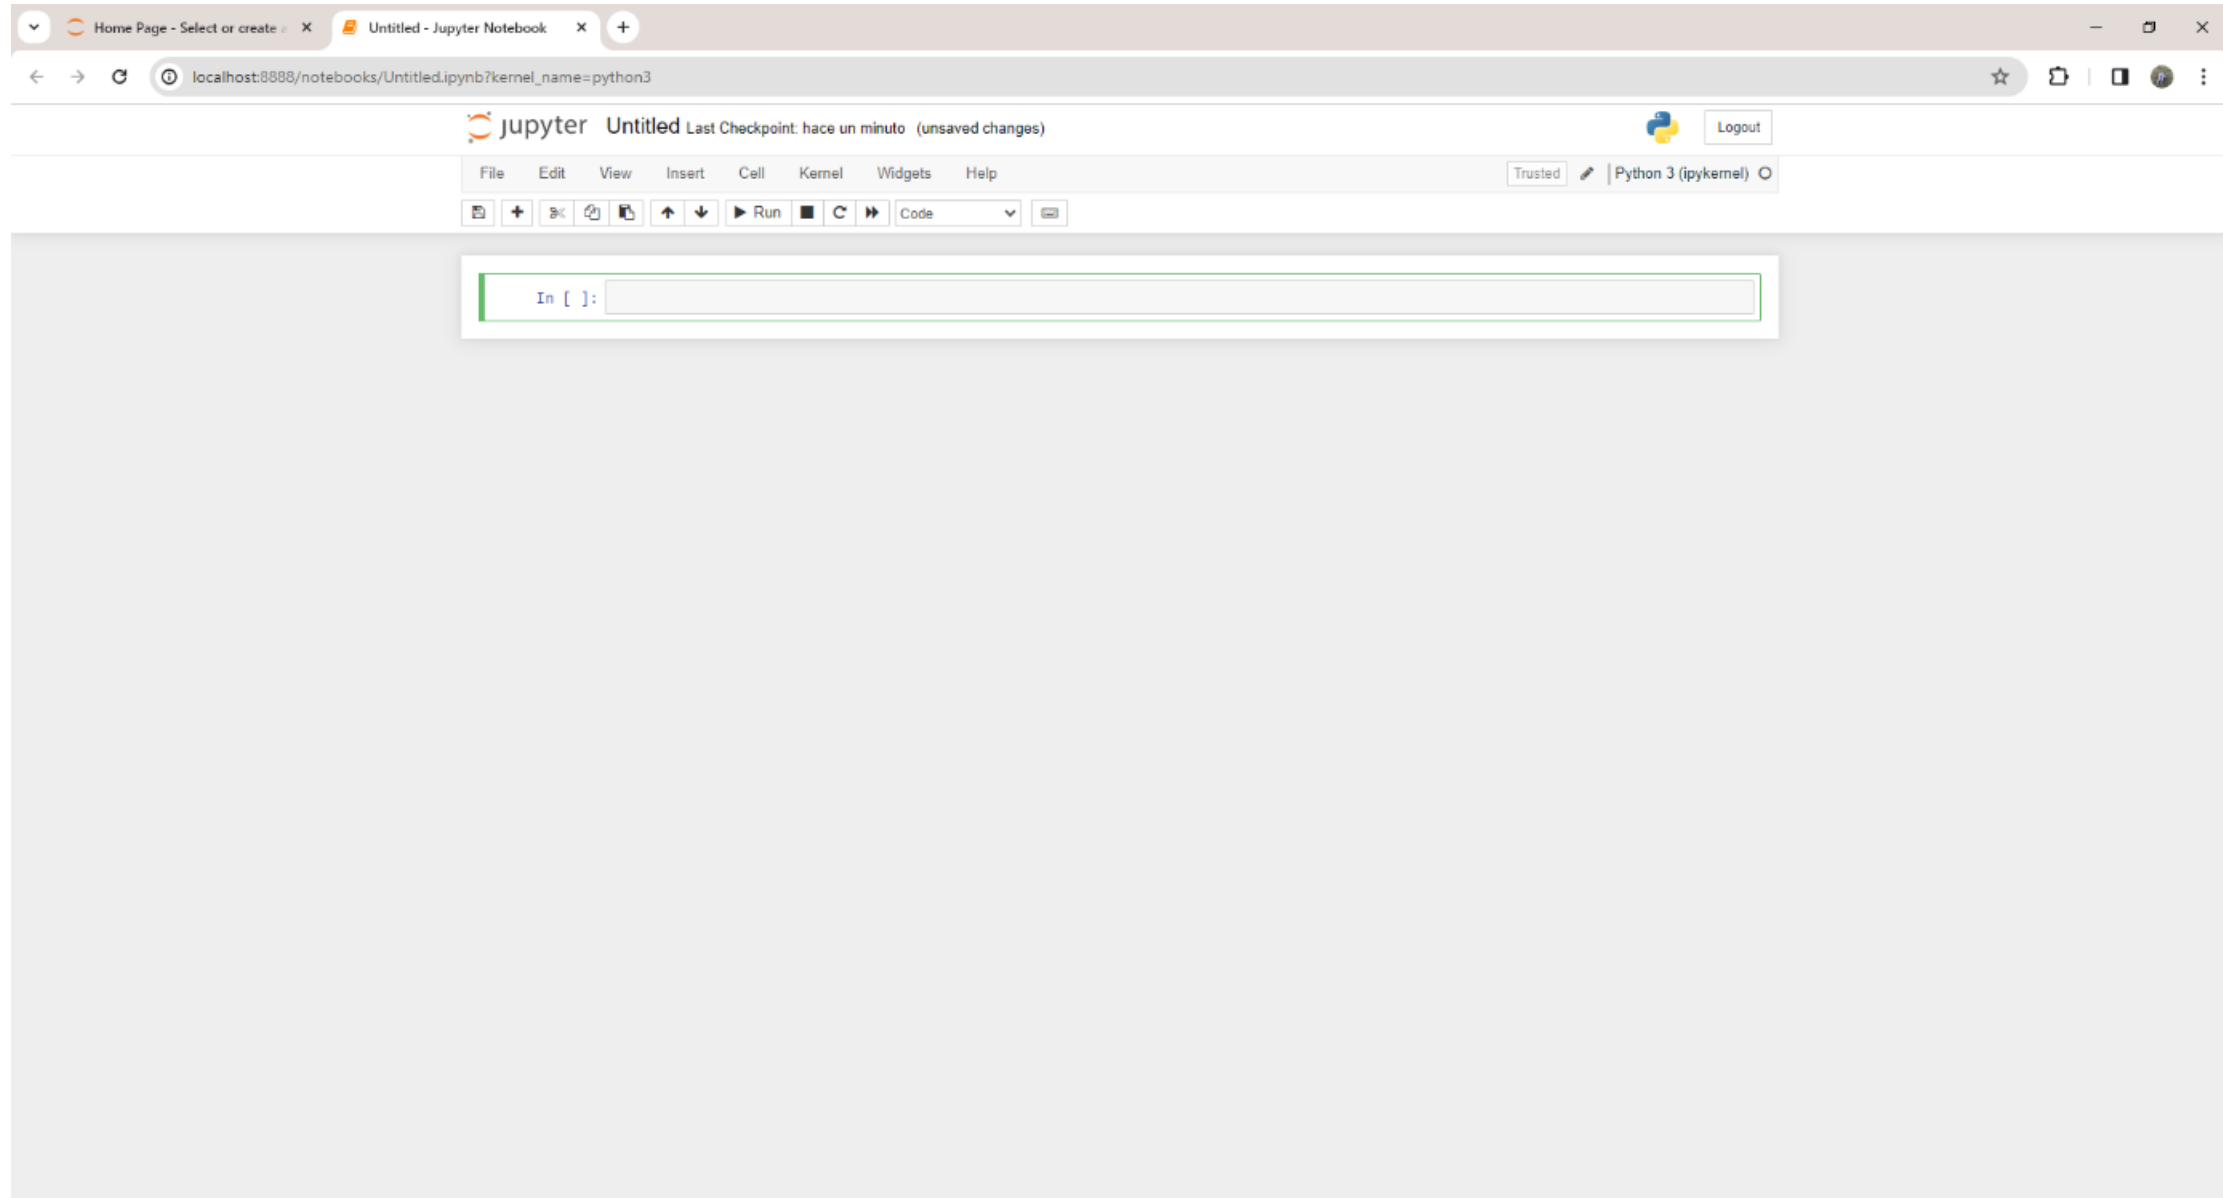 Home Page - Select or create a
Untitled - Jupyter Notebook
localhost:8888/notebooks/Untitled.ipynb?kernel_name=python3
jupyter Untitled Last Checkpoint: hace un minuto (unsaved changes)
Logout
File Edit View Insert Cell Kernel Widgets Help
Trusted
Python 3 (ipykernel)
Run
Code
In [ ]: